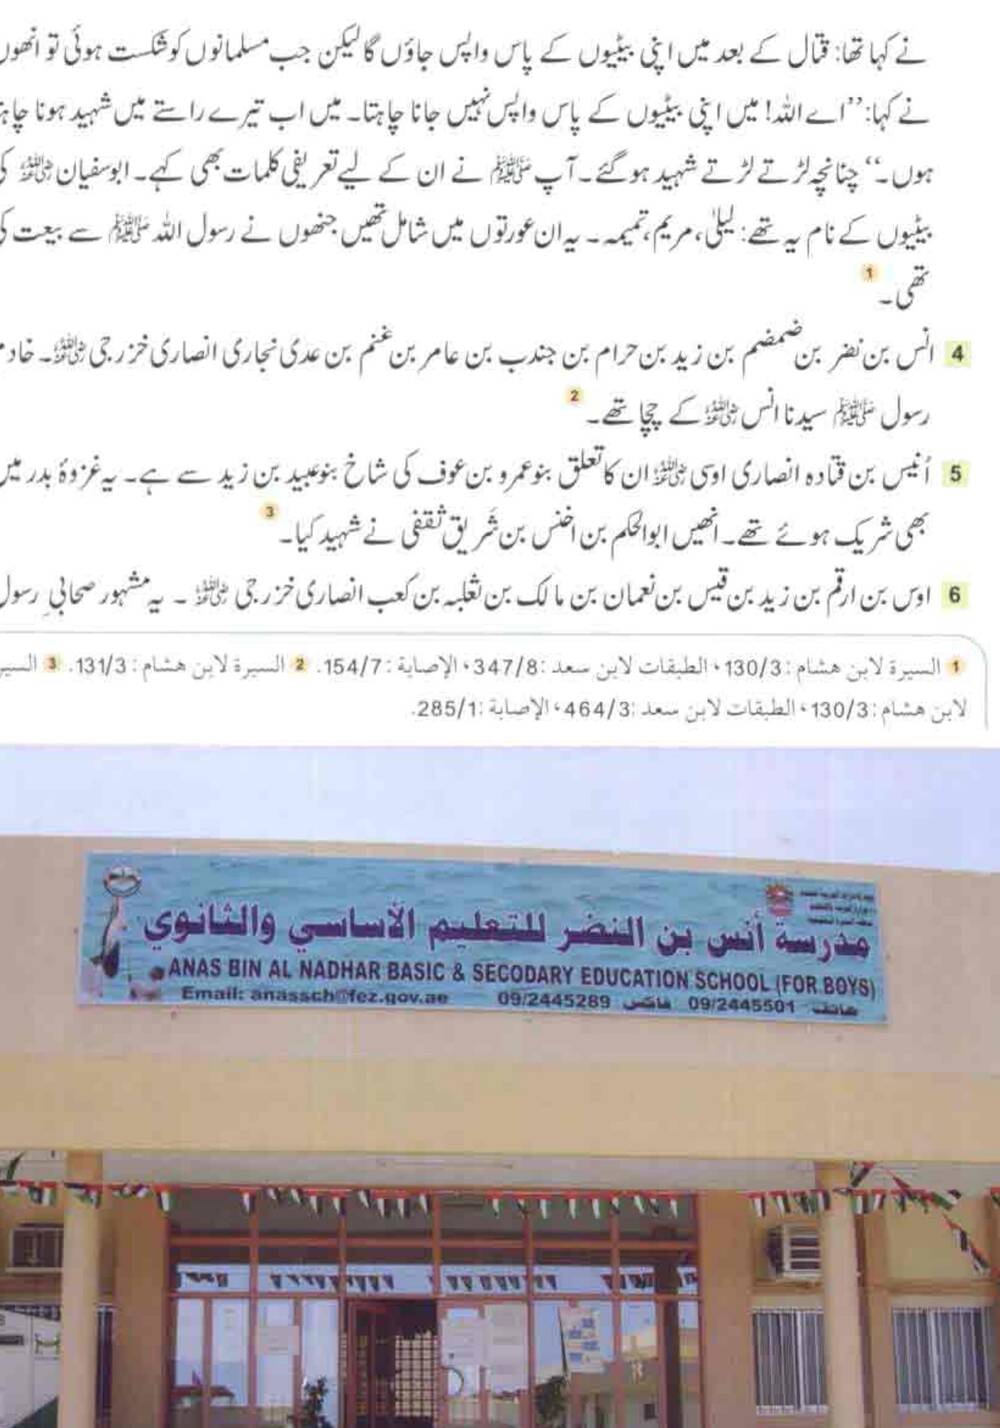 نے کہا تھا: قتال کے بعد میں اپنی بیٹیوں کے پاس واپس جاؤں گا لیکن جب مسلمانوں کو شکست ہوئی تو انھوں
نے کہا: ’’اے اللہ! میں اپنی بیٹیوں کے پاس واپس نہیں جانا چاہتا۔ میں اب تیرے راستے میں شہید ہونا
ہوں۔‘‘ چنانچہ لڑتے لڑتے شہید ہو گئے۔ آپ ﷺ نے ان کے لیے تعریفی کلمات بھی کہے۔ ابوسفیان رضی اللہ عنہ کی
بیٹیوں کے نام یہ تھے: لیلیٰ، مریم، تمیمہ۔ یہ ان عورتوں میں شامل تھیں جنھوں نے رسول اللہ ﷺ سے بیعت کی
تھی۔ 1
4 انس بن نضر بن ضمضم بن زید بن حرام بن جندب بن عامر بن غنم بن عدی نجاری انصاری خزرجی رضی اللہ عنہ۔
رسول ﷺ سیدنا انس رضی اللہ عنہ کے چچا تھے۔ 2
5 اُنیس بن قتادہ انصاری اوسی رضی اللہ عنہ ان کا تعلق بنو عمرو بن عوف کی شاخ بنو عبید بن زید سے ہے۔ یہ غزوۂ بدر میں
بھی شریک ہوئے تھے۔ انھیں ابوالحکم بن اخنس بن شَریق ثقفی نے شہید کیا۔ 3
6 اوس بن ارقم بن زید بن قیس بن نعمان بن مالک بن ثعلبہ بن کعب انصاری خزرجی رضی اللہ عنہ ۔ یہ مشہور صحابیِ رسول
1 السيرة لابن هشام: 130/3، الطبقات لابن سعد: 347/8، الإصابة: 154/7. 2 السيرة لابن هشام: 131/3. 3
لابن هشام: 130/3، الطبقات لابن سعد: 464/3، الإصابة: 285/1.
مدرسة أنس بن النضر للتعليم الأساسي والثانوي
ANAS BIN AL NADHAR BASIC & SECODARY EDUCATION SCHOOL (FOR BOYS)
Email: anassch@fez.gov.ae هاتف 09/2445501 فاكس 09/2445289